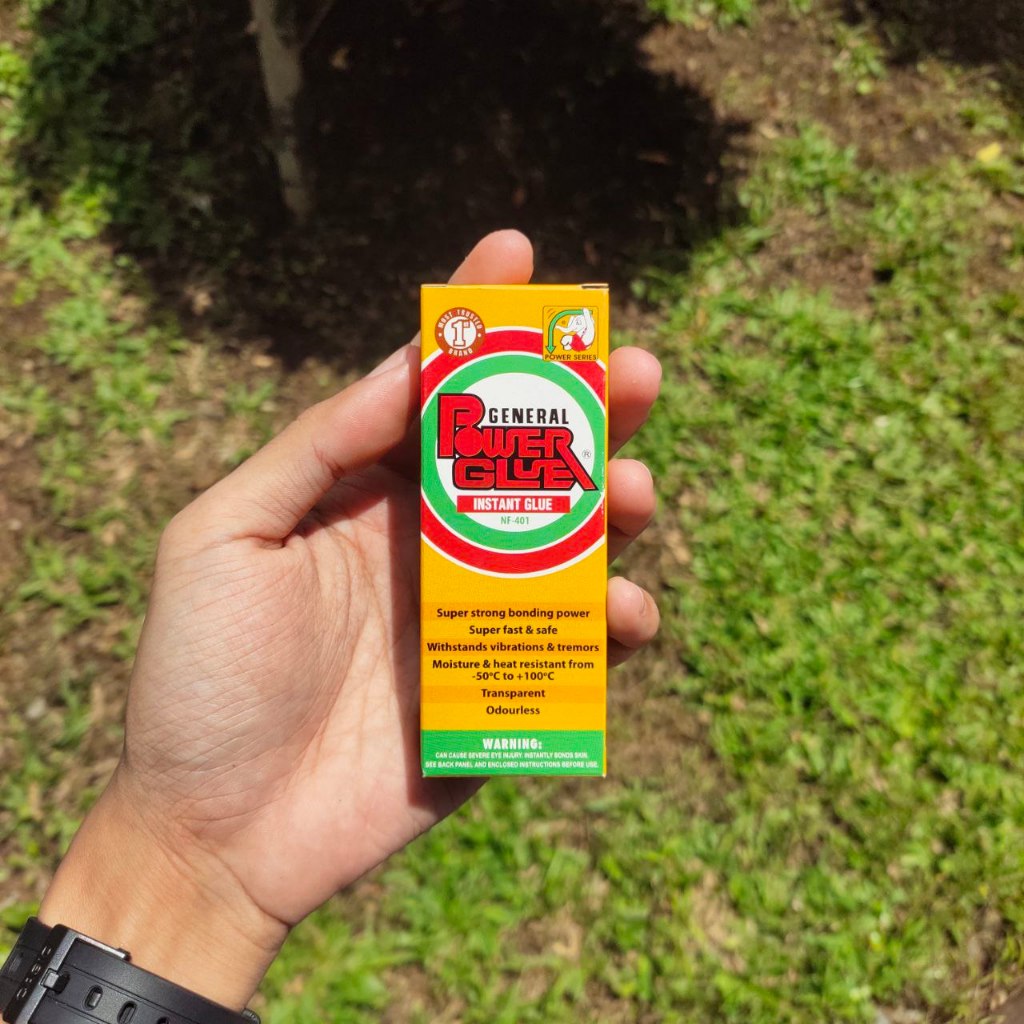 MOST TRUSTED
1st
BRAND
POWER SERIES
GENERAL
POWER
GLUE
®
INSTANT GLUE
NF-401
Super strong bonding power
Super fast & safe
Withstands vibrations & tremors
Moisture & heat resistant from
-50°C to +100°C
Transparent
Odourless
WARNING:
CAN CAUSE SEVERE EYE INJURY. INSTANTLY BONDS SKIN.
SEE BACK PANEL AND ENCLOSED INSTRUCTIONS BEFORE USE.